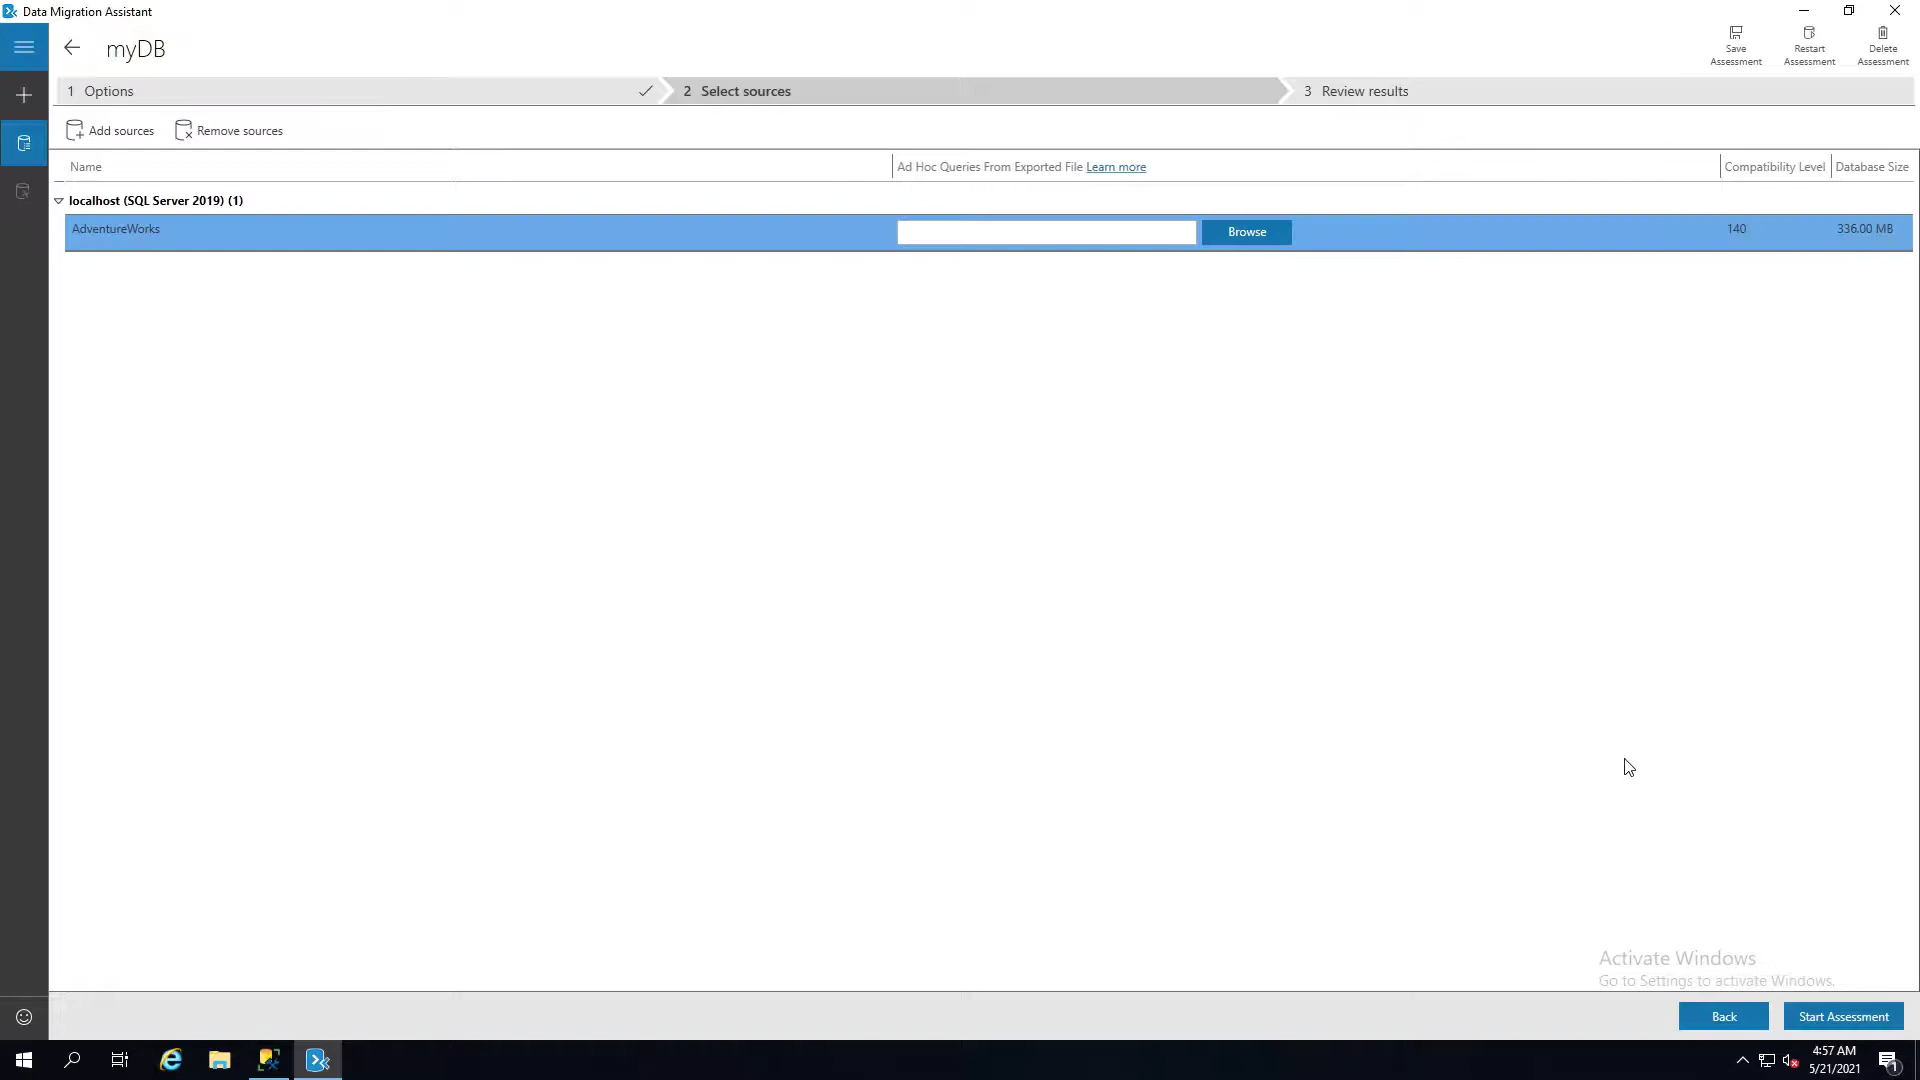 Data Migration Assistant
myDB
Save Assessment
Restart Assessment
Delete Assessment
1 Options
2 Select sources
3 Review results
Add sources
Remove sources
Name
Ad Hoc Queries From Exported File Learn more
Compatibility Level
Database Size
localhost (SQL Server 2019) (1)
AdventureWorks
Browse
140
336.00 MB
Activate Windows
Go to Settings to activate Windows.
Back
Start Assessment
4:57 AM
5/21/2021
1